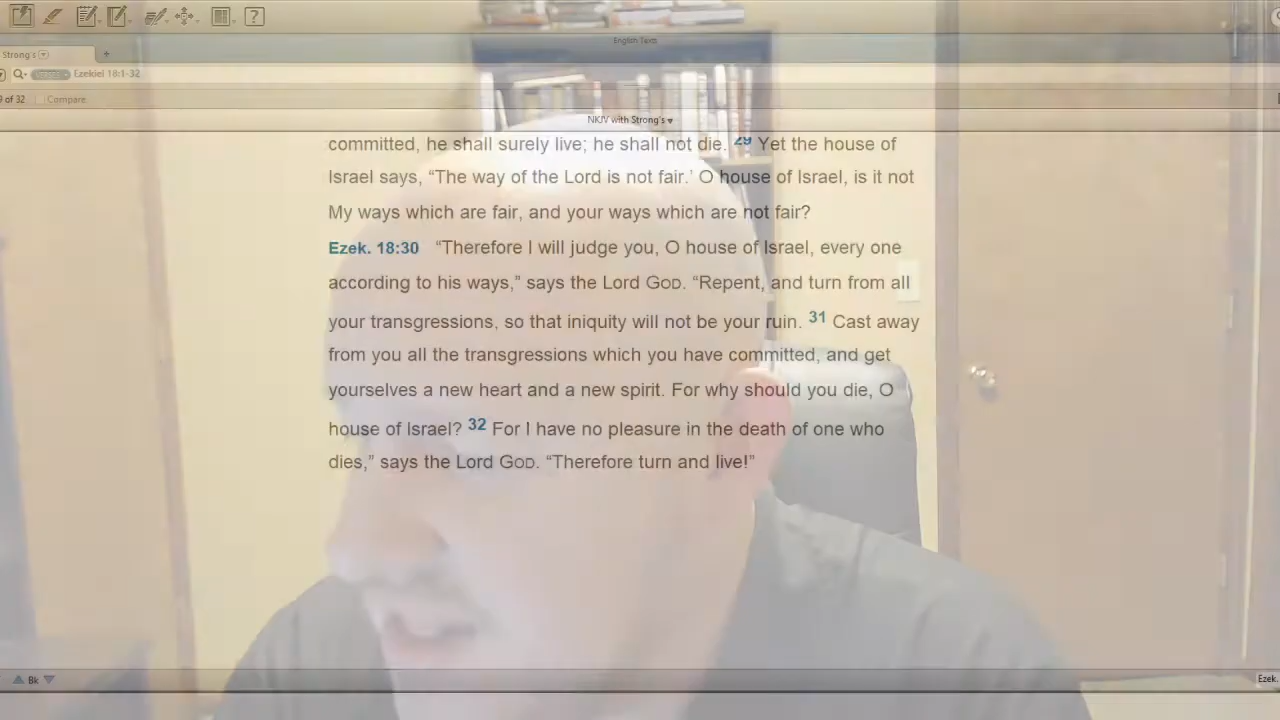 English Texts
Strong's
+
Verses Ezekiel 18:1-32
9 of 32 Compare
NKJV with Strong's
committed, he shall surely live; he shall not die. 29 Yet the house of
Israel says, “The way of the Lord is not fair.’ O house of Israel, is it not
My ways which are fair, and your ways which are not fair?
Ezek. 18:30 “Therefore I will judge you, O house of Israel, every one
according to his ways,” says the Lord GOD. “Repent, and turn from all
your transgressions, so that iniquity will not be your ruin. 31 Cast away
from you all the transgressions which you have committed, and get
yourselves a new heart and a new spirit. For why should you die, O
house of Israel? 32 For I have no pleasure in the death of one who
dies,” says the Lord GOD. “Therefore turn and live!”
Bk Ezek.